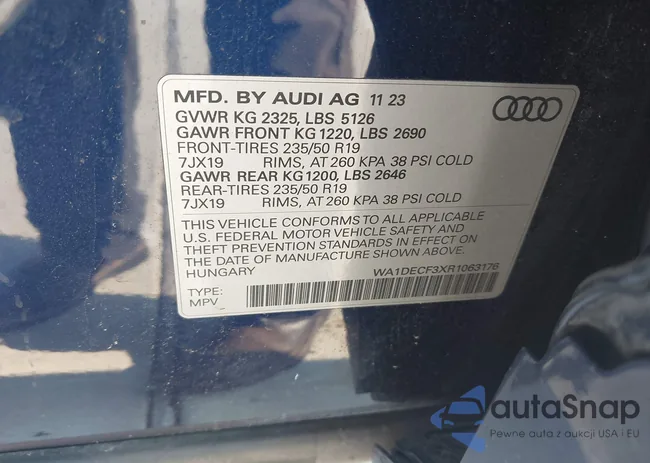 MFD. BY AUDI AG 11 23
GVWR KG 2325, LBS 5126
GAWR FRONT KG 1220, LBS 2690
FRONT-TIRES 235/50 R19
7JX19 RIMS, AT 260 KPA 38 PSI COLD
GAWR REAR KG1200, LBS 2646
REAR-TIRES 235/50 R19
7JX19 RIMS, AT 260 KPA 38 PSI COLD
THIS VEHICLE CONFORMS TO ALL APPLICABLE
U.S. FEDERAL MOTOR VEHICLE SAFETY AND
THEFT PREVENTION STANDARDS IN EFFECT ON
THE DATE OF MANUFACTURE SHOWN ABOVE.
HUNGARY WA1DECF3XR1063176
TYPE:
MPV
autaSnap
Pewne auta z aukcji USA i EU